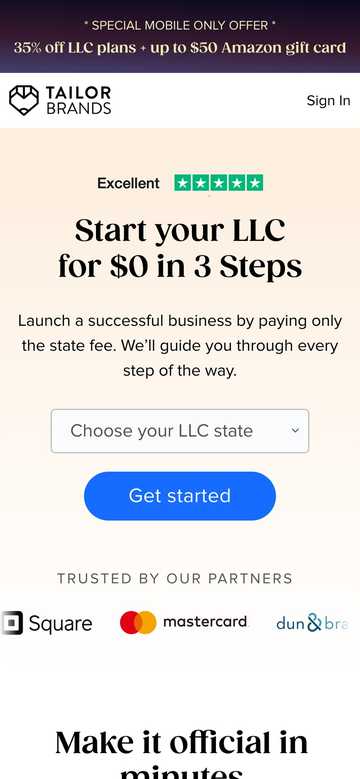 * SPECIAL MOBILE ONLY OFFER *
35% off LLC plans + up to $50 Amazon gift card
TAILOR
BRANDS
Sign In
Excellent
Start your LLC
for $0 in 3 Steps
Launch a successful business by paying only
the state fee. We'll guide you through every
step of the way.
Choose your LLC state
Get started
TRUSTED BY OUR PARTNERS
Square
mastercard
dun & bra
Make it official in
minutes